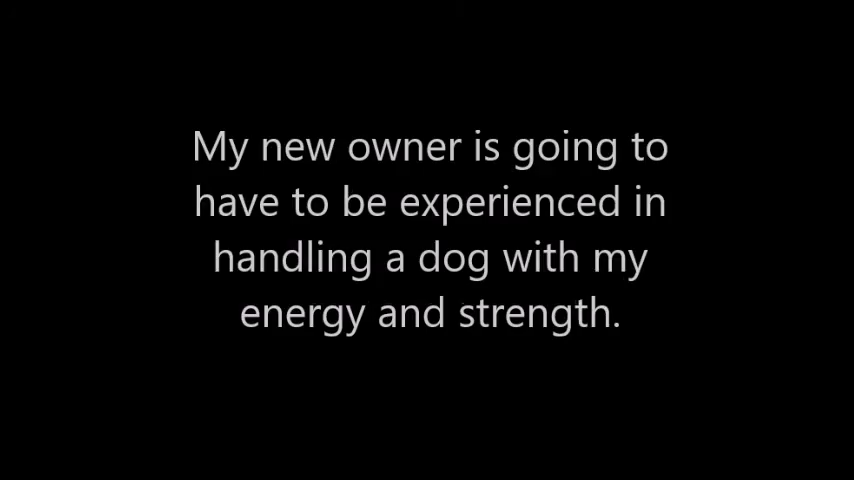 My new owner is going to
have to be experienced in
handling a dog with my
energy and strength.